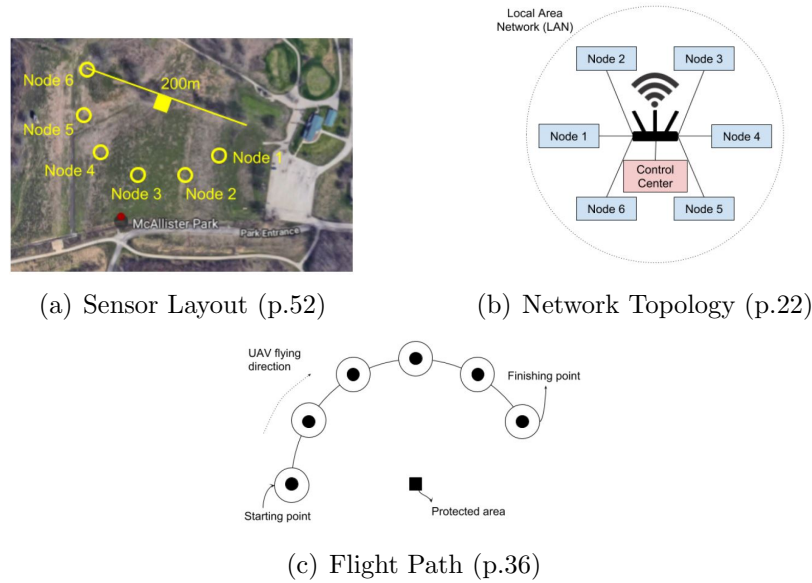 Node 6
200m
Node 5
Node 4
Node 1
Node 3
Node 2
McAllister Park
Park Entrance
(a) Sensor Layout (p.52)
Local Area
Network (LAN)
Node 2
Node 3
Node 1
Node 4
Control
Center
Node 6
Node 5
(b) Network Topology (p.22)
UAV flying
direction
Finishing point
Starting point
Protected area
(c) Flight Path (p.36)